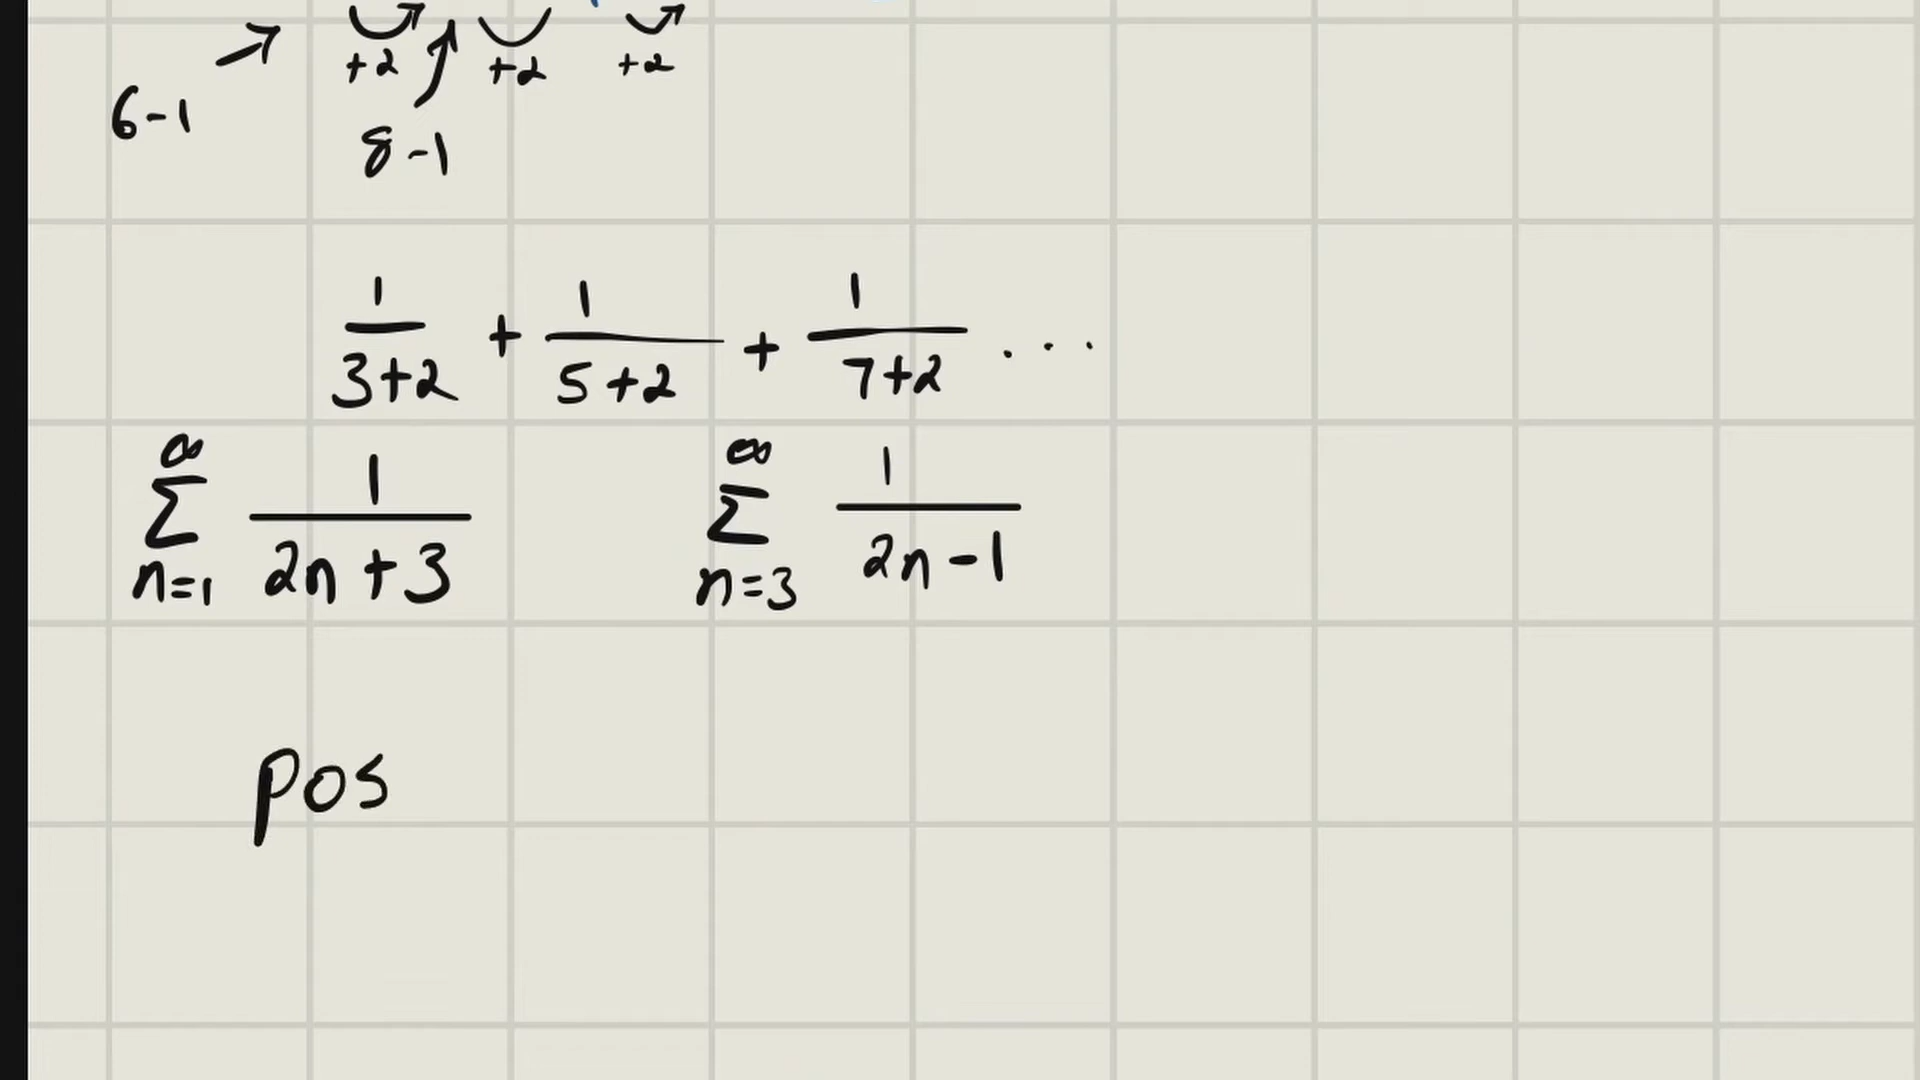 +2 +2 +2
6-1
8-1
1/(3+2) + 1/(5+2) + 1/(7+2) ...
∞ Σ n=1 1/(2n+3) ∞ Σ n=3 1/(2n-1)
pos